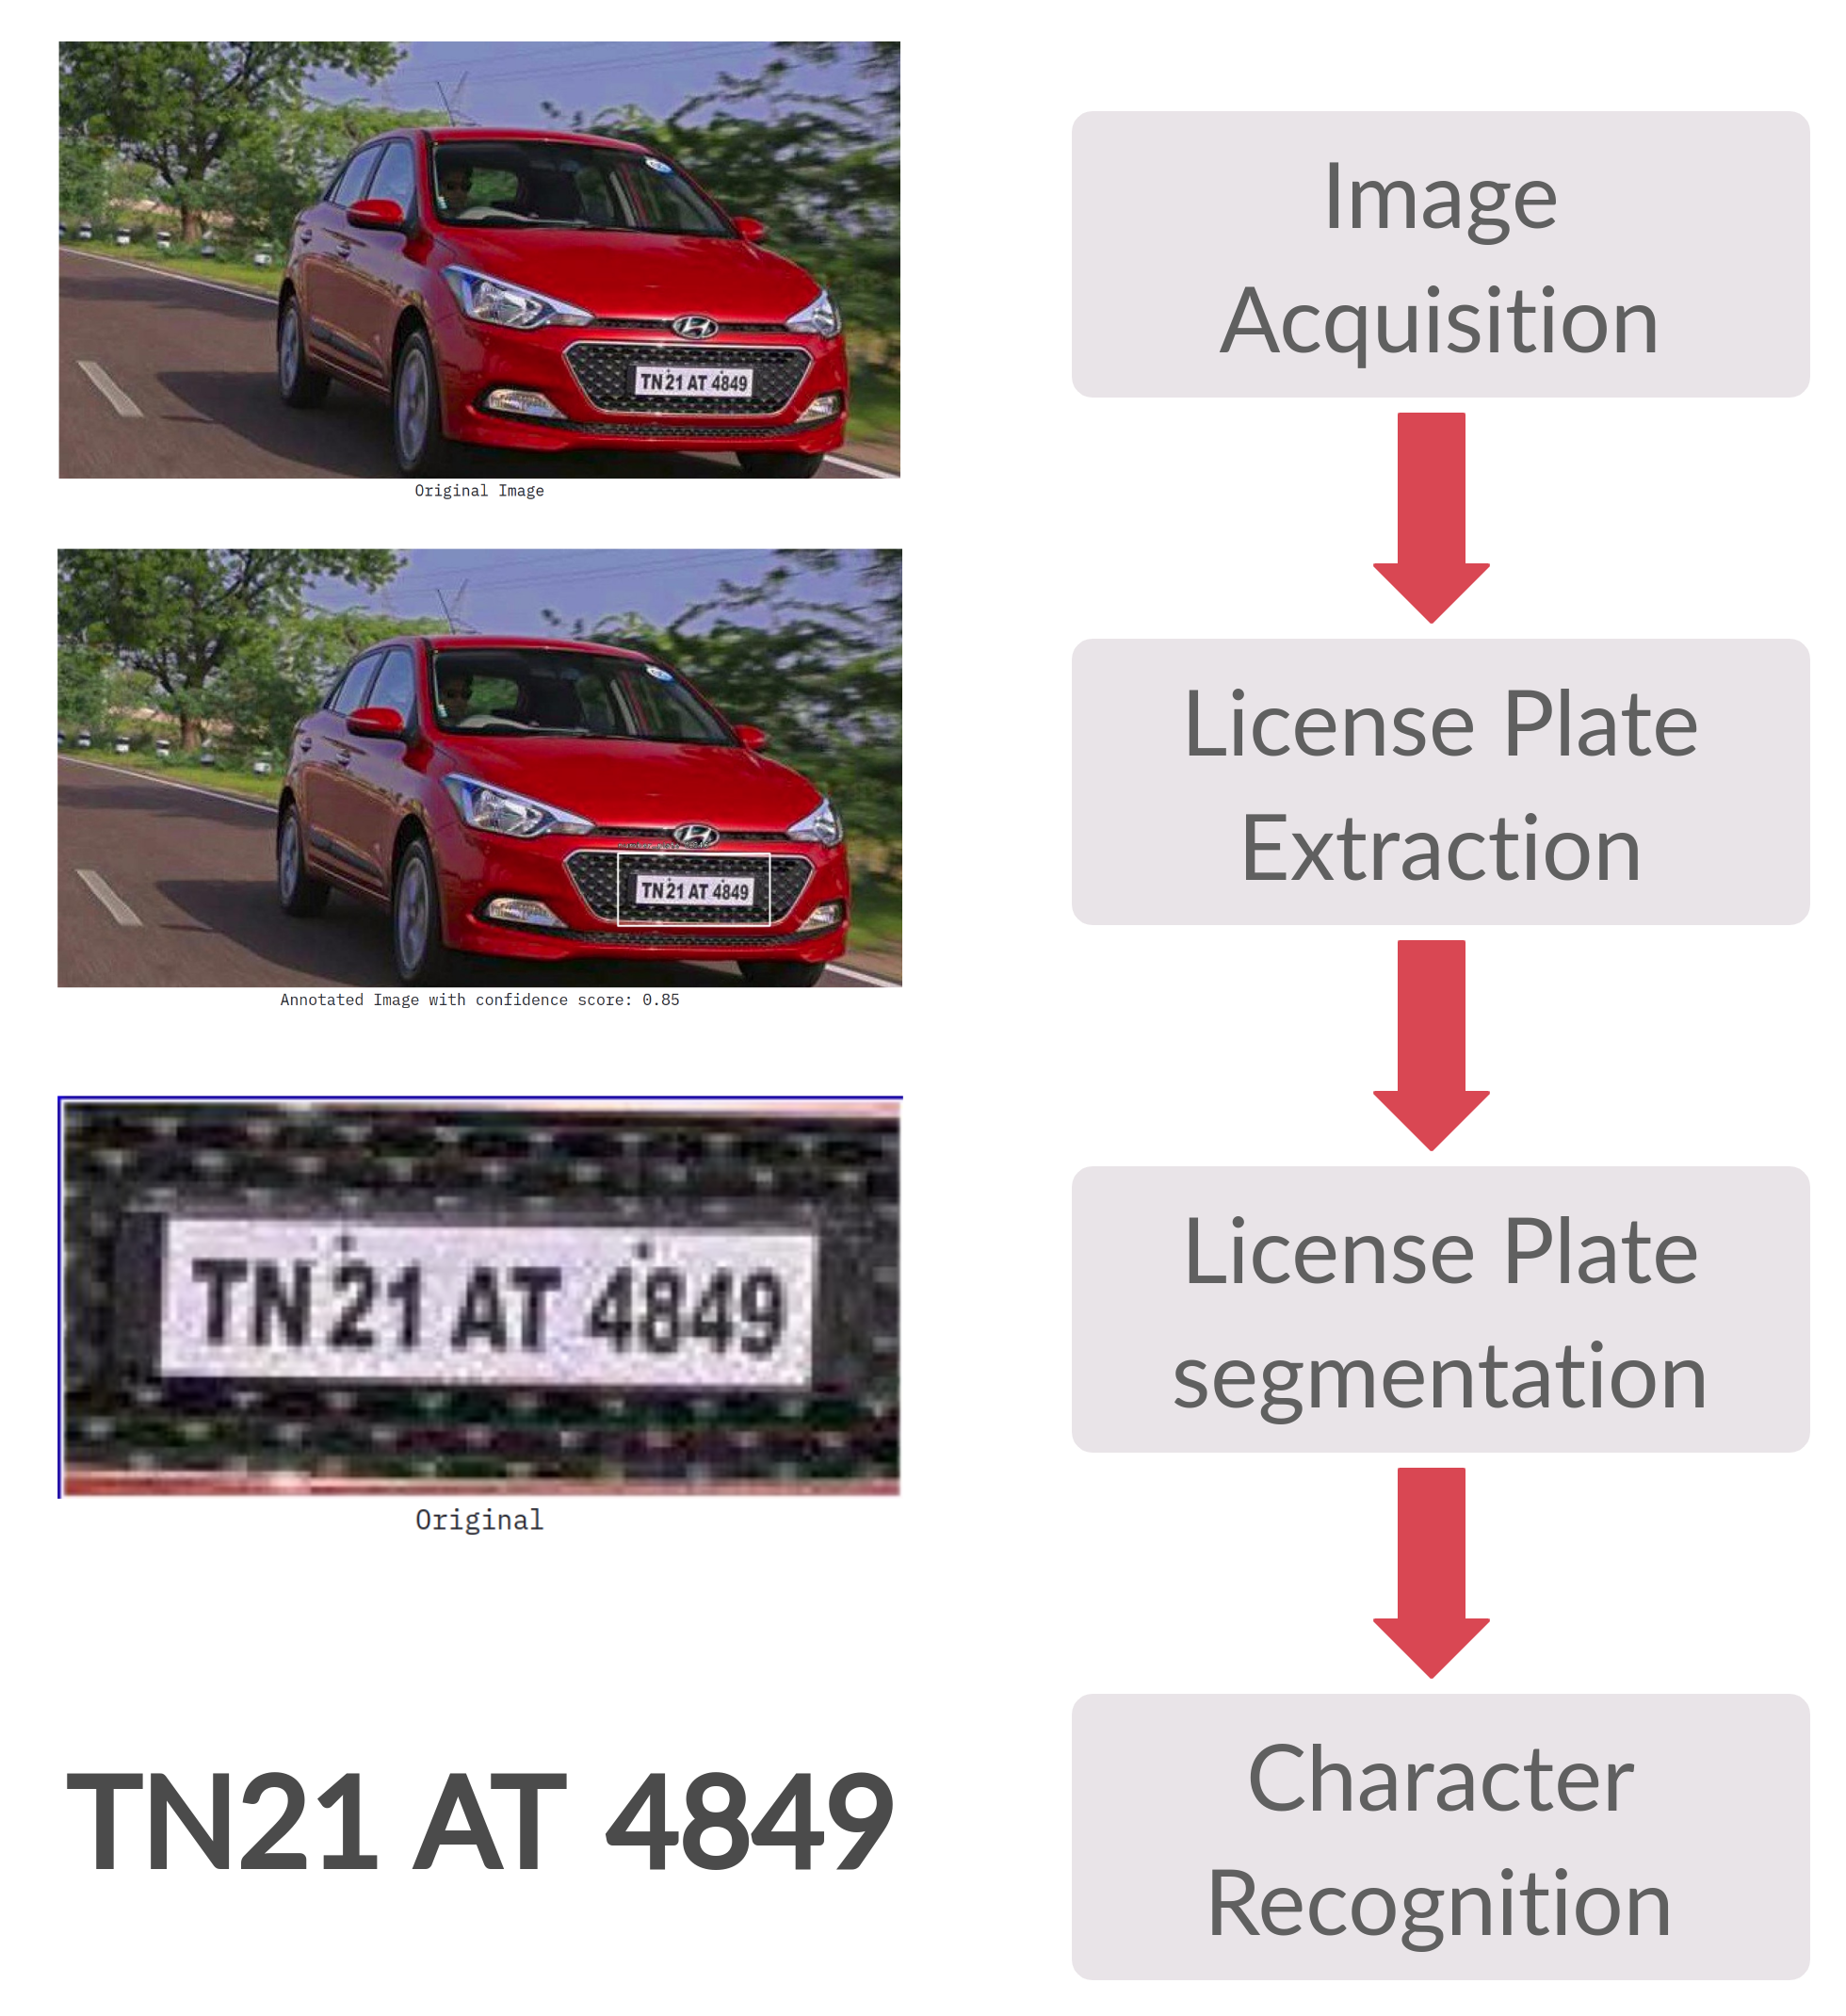 TN 21 AT 4849
Original Image
Image
Acquisition
TN 21 AT 4849
Annotated Image with confidence score: 0.85
License Plate
Extraction
TN 21 AT 4849
Original
License Plate
segmentation
TN21 AT 4849
Character
Recognition